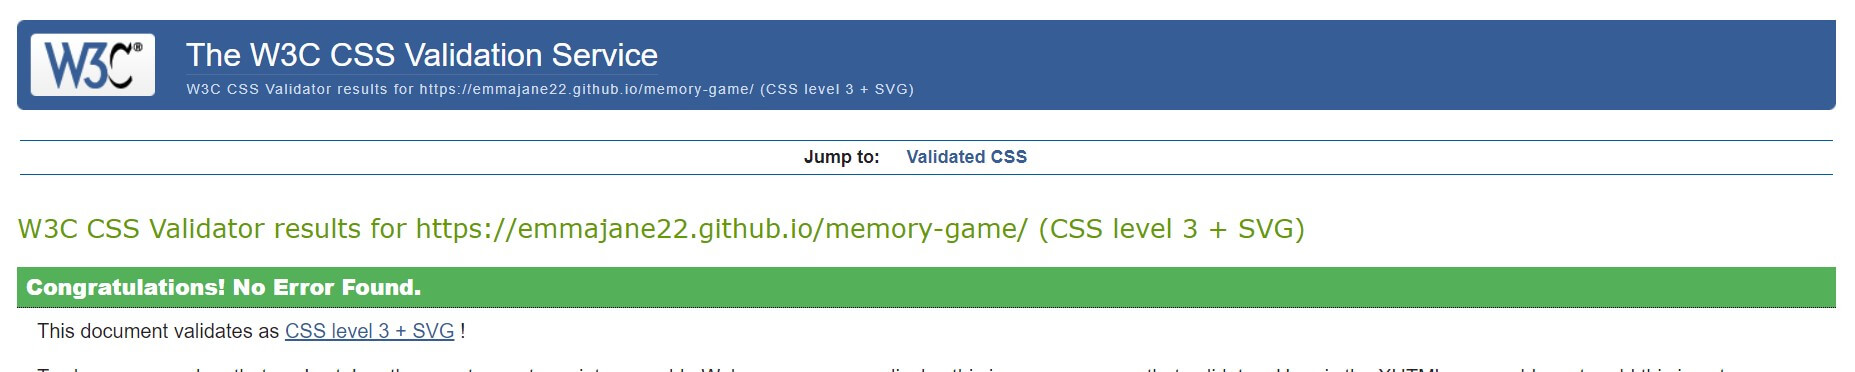 W3C®
The W3C CSS Validation Service
W3C CSS Validator results for https://emmajane22.github.io/memory-game/ (CSS level 3 + SVG)
Jump to: Validated CSS
W3C CSS Validator results for https://emmajane22.github.io/memory-game/ (CSS level 3 + SVG)
Congratulations! No Error Found.
This document validates as CSS level 3 + SVG !